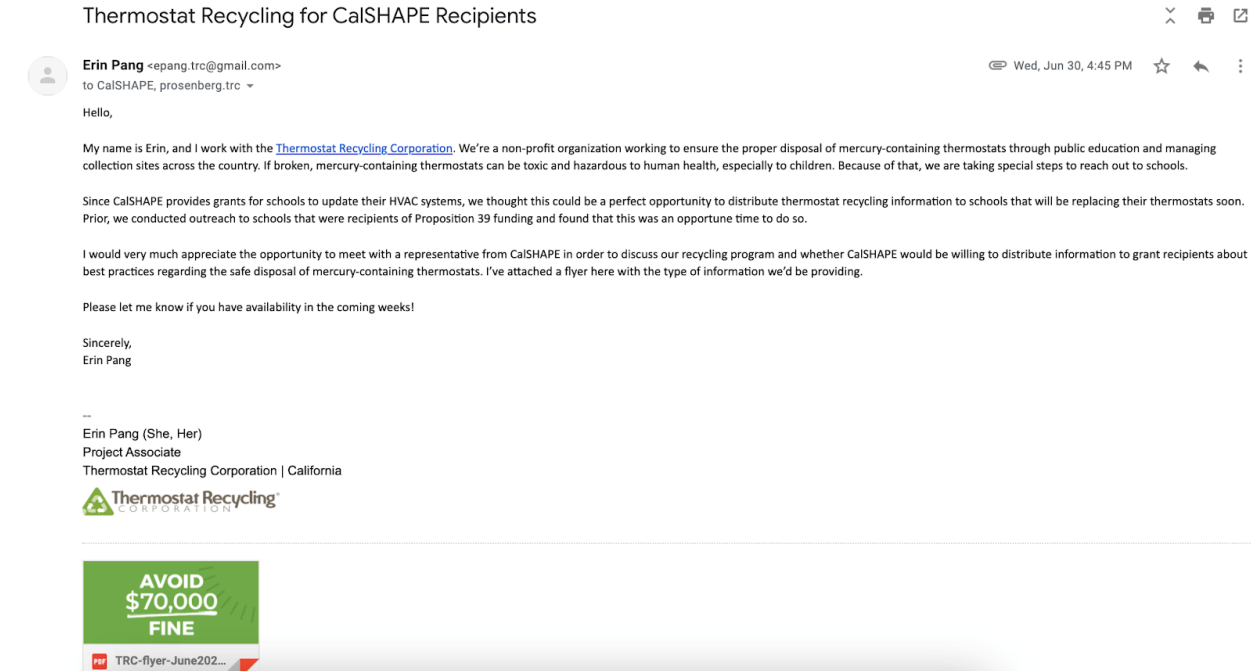 Thermostat Recycling for CalSHAPE Recipients
Erin Pang <epang.trc@gmail.com>
Wed, Jun 30, 4:45 PM
to CalSHAPE, prosenberg.trc
Hello,
My name is Erin, and I work with the Thermostat Recycling Corporation. We're a non-profit organization working to ensure the proper disposal of mercury-containing thermostats through public education and managing
collection sites across the country. If broken, mercury-containing thermostats can be toxic and hazardous to human health, especially to children. Because of that, we are taking special steps to reach out to schools.
Since CalSHAPE provides grants for schools to update their HVAC systems, we thought this could be a perfect opportunity to distribute thermostat recycling information to schools that will be replacing their thermostats soon.
Prior, we conducted outreach to schools that were recipients of Proposition 39 funding and found that this was an opportune time to do so.
I would very much appreciate the opportunity to meet with a representative from CalSHAPE in order to discuss our recycling program and whether CalSHAPE would be willing to distribute information to grant recipients about
best practices regarding the safe disposal of mercury-containing thermostats. I've attached a flyer here with the type of information we'd be providing.
Please let me know if you have availability in the coming weeks!
Sincerely,
Erin Pang
--
Erin Pang (She, Her)
Project Associate
Thermostat Recycling Corporation | California
Thermostat Recycling
CORPORATION
AVOID
$70,000
FINE
PDF TRC-flyer-June202...